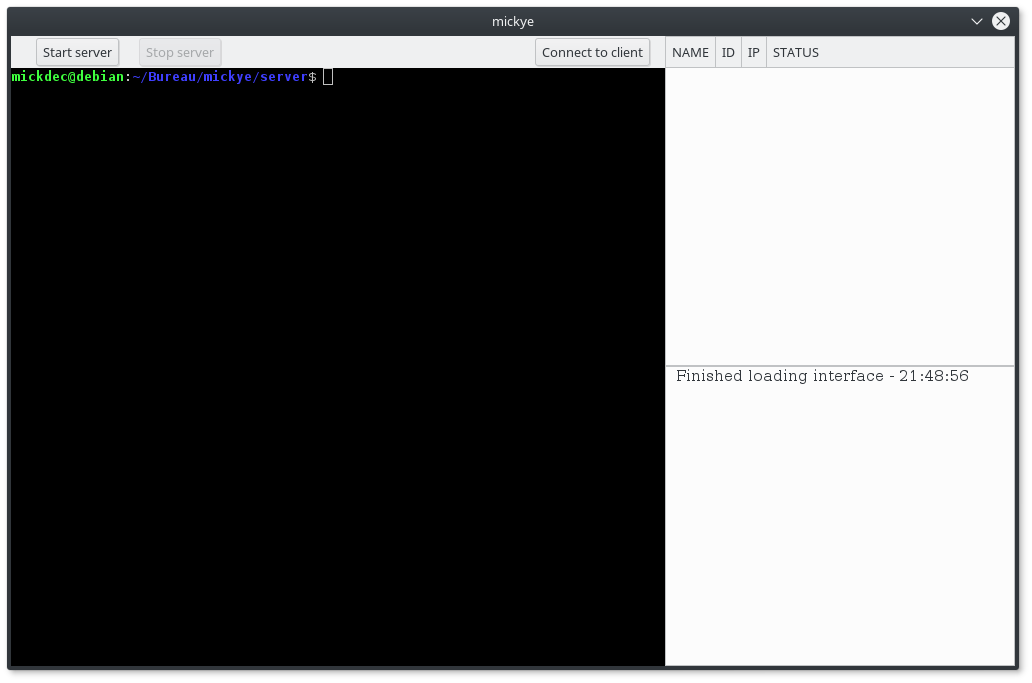 mickye
Start server Stop server Connect to client NAME ID IP STATUS
mickdec@debian:~/Bureau/mickye/server$
Finished loading interface - 21:48:56